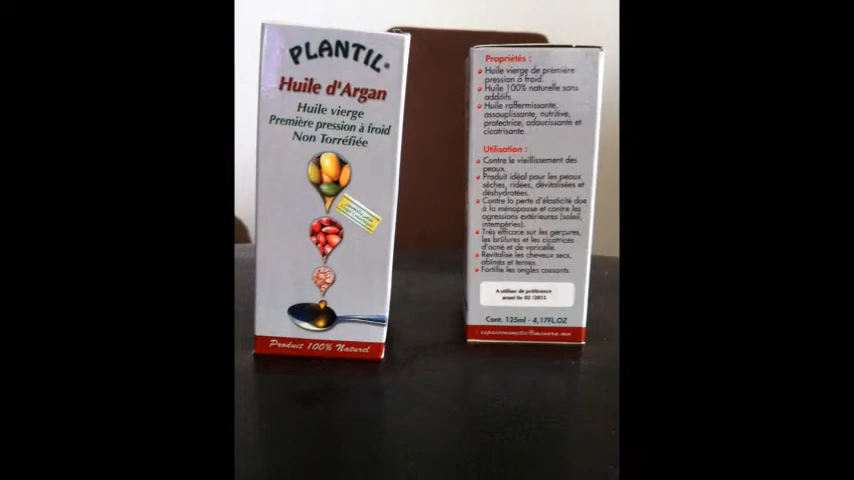 PLANTIL
Huile d'Argan
Huile vierge
Première pression à froid
Non Torréfiée
Produit 100% Naturel
Propriétés :
Huile vierge de première
pression à froid.
Huile 100% naturelle sans
additifs.
Huile raffermissante,
assouplissante, nutritive,
protectrice, adoucissante et
cicatrisante.
Utilisation :
Contre le vieillissement des
peaux.
Produit idéal pour les peaux
sèches, ridées, dévitalisées et
déshydratées.
Contre la perte d'élasticité due
à la ménopause et contre les
agressions extérieures (soleil,
intempéries).
Très efficace sur les gerçures,
les brûlures et les cicatrices
d'acné et de varicelle.
Revitalise les cheveux secs,
abîmés et ternes.
Fortifie les ongles cassants.
A utiliser de préférence
avant fin 02 /2015
Cont. 125ml - 4,17FL.OZ